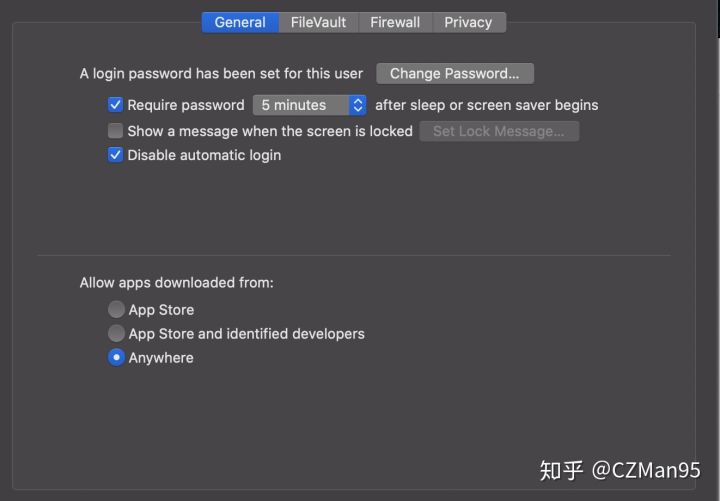 General FileVault Firewall Privacy
A login password has been set for this user Change Password...
Require password 5 minutes after sleep or screen saver begins
Show a message when the screen is locked Set Lock Message...
Disable automatic login
Allow apps downloaded from:
App Store
App Store and identified developers
Anywhere
知乎 @CZMan95